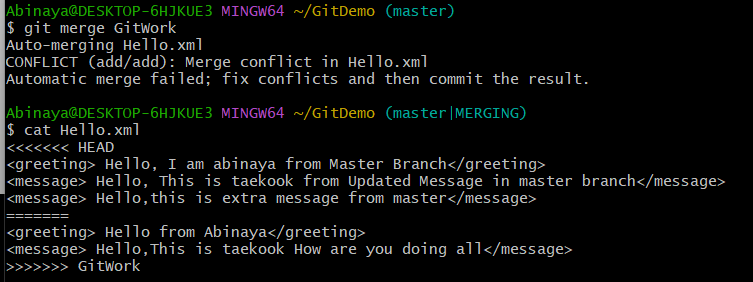 Abinaya@DESKTOP-6HJKUE3 MINGW64 ~/GitDemo (master)
$ git merge GitWork
Auto-merging Hello.xml
CONFLICT (add/add): Merge conflict in Hello.xml
Automatic merge failed; fix conflicts and then commit the result.

Abinaya@DESKTOP-6HJKUE3 MINGW64 ~/GitDemo (master|MERGING)
$ cat Hello.xml
<<<<<<< HEAD
<greeting> Hello, I am abinaya from Master Branch</greeting>
<message> Hello, This is taekook from Updated Message in master branch</message>
<message> Hello,this is extra message from master</message>
=======
<greeting> Hello from Abinaya</greeting>
<message> Hello,This is taekook How are you doing all</message>
>>>>>>> GitWork